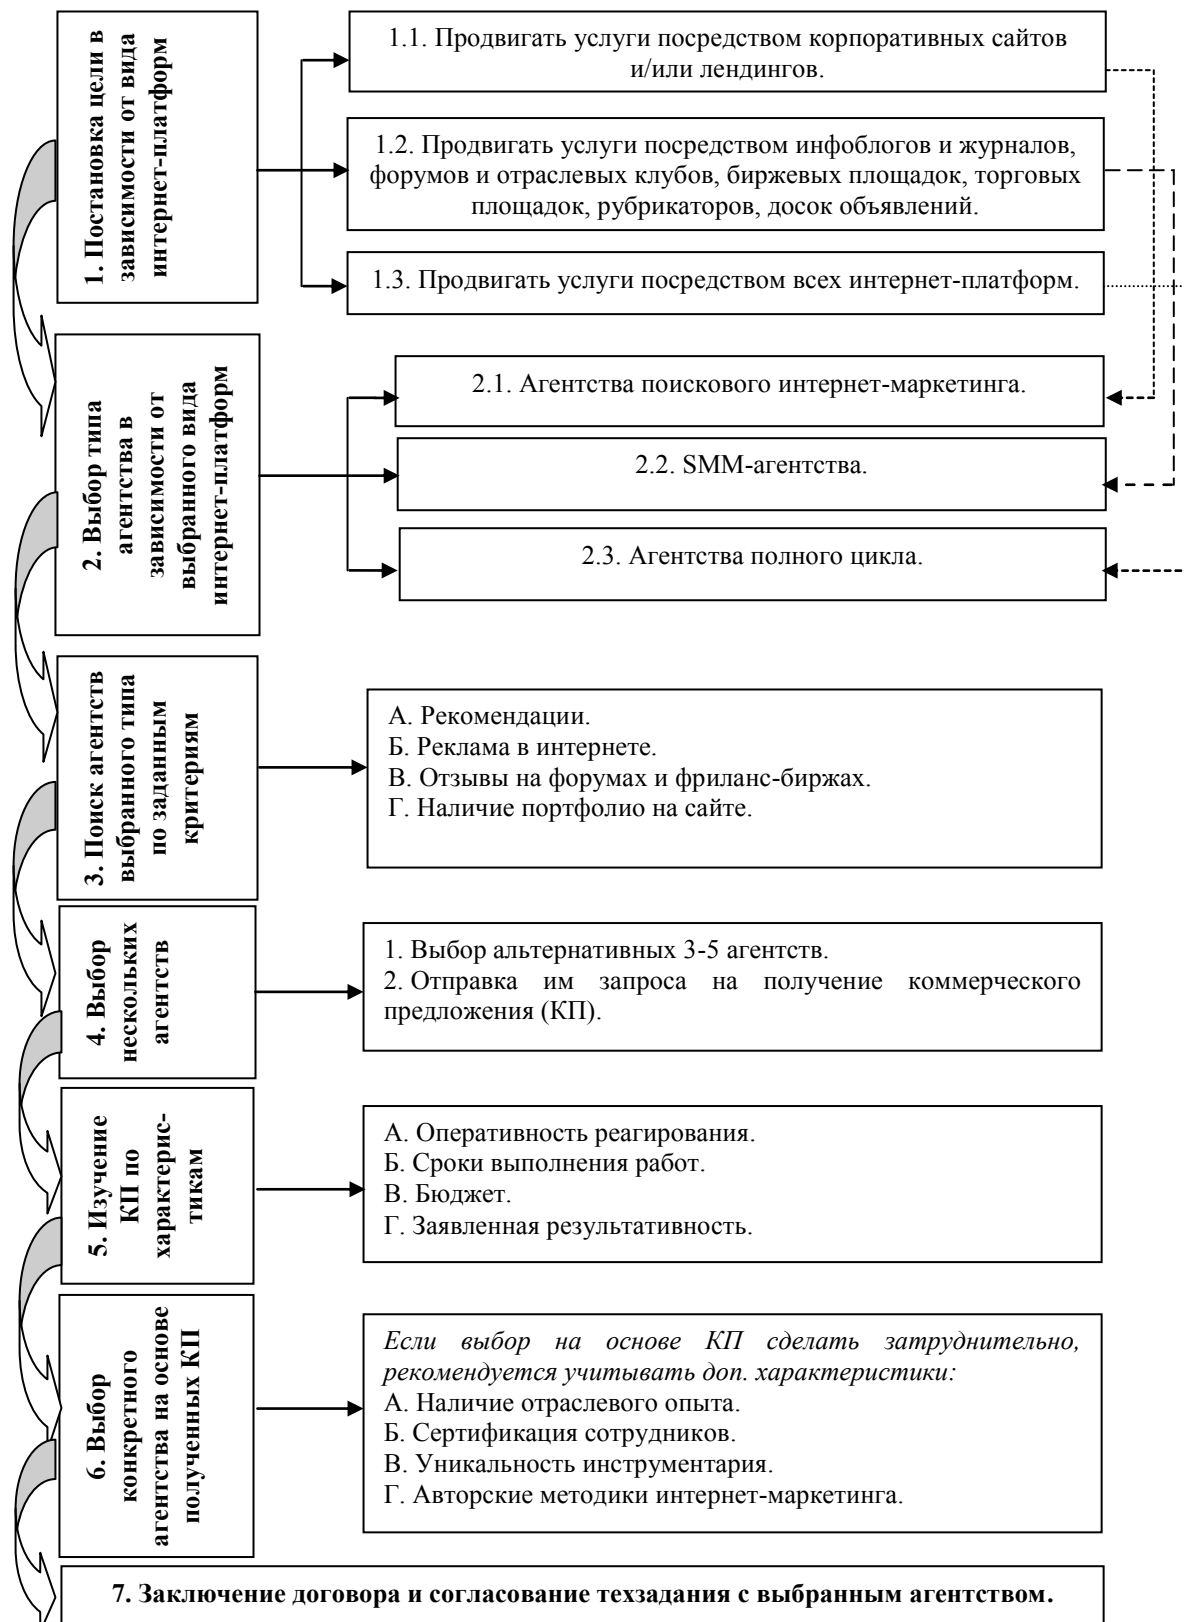 1. Постановка цели в
зависимости от вида
интернет-платформ
1.1. Продвигать услуги посредством корпоративных сайтов
и/или лендингов.
1.2. Продвигать услуги посредством инфоблогов и журналов,
форумов и отраслевых клубов, биржевых площадок, торговых
площадок, рубрикаторов, досок объявлений.
1.3. Продвигать услуги посредством всех интернет-платформ.
2. Выбор типа
агентства в
зависимости от
выбранного вида
интернет-платформ
2.1. Агентства поискового интернет-маркетинга.
2.2. SMM-агентства.
2.3. Агентства полного цикла.
3. Поиск агентств
выбранного типа
по заданным
критериям
А. Рекомендации.
Б. Реклама в интернете.
В. Отзывы на форумах и фриланс-биржах.
Г. Наличие портфолио на сайте.
4. Выбор
нескольких
агентств
1. Выбор альтернативных 3-5 агентств.
2. Отправка им запроса на получение коммерческого
предложения (КП).
5. Изучение
КП по
характерис-
тикам
А. Оперативность реагирования.
Б. Сроки выполнения работ.
В. Бюджет.
Г. Заявленная результативность.
6. Выбор
конкретного
агентства на основе
полученных КП
Если выбор на основе КП сделать затруднительно,
рекомендуется учитывать доп. характеристики:
А. Наличие отраслевого опыта.
Б. Сертификация сотрудников.
В. Уникальность инструментария.
Г. Авторские методики интернет-маркетинга.
7. Заключение договора и согласование техзадания с выбранным агентством.